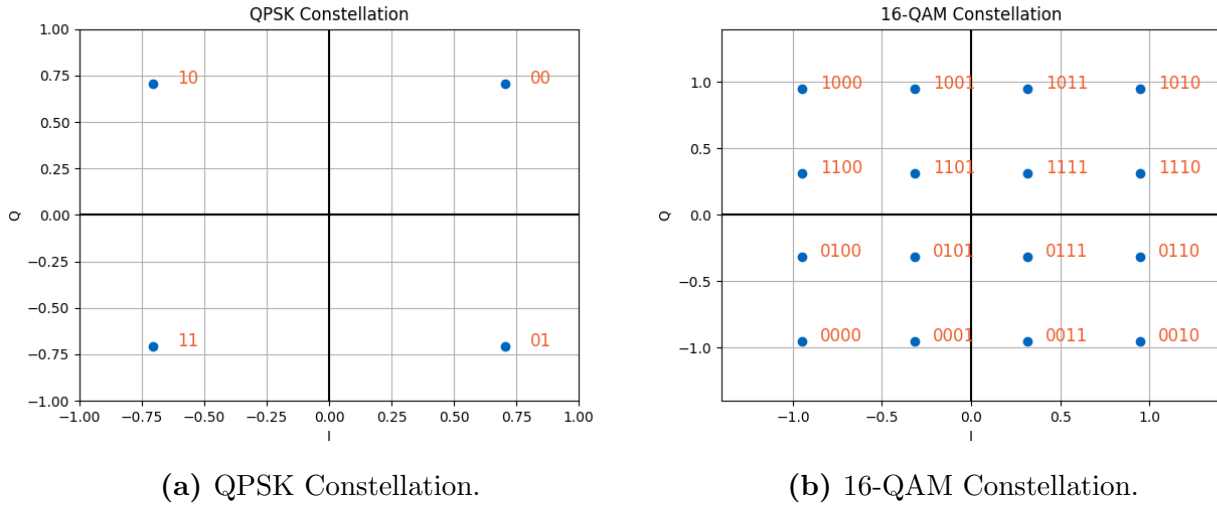 QPSK Constellation
1.00
0.75
0.50
0.25
0.00
−0.25
−0.50
−0.75
−1.00
Q
10
00
11
01
−1.00 −0.75 −0.50 −0.25 0.00 0.25 0.50 0.75 1.00
I
(a) QPSK Constellation.
16-QAM Constellation
1.0
0.5
0.0
−0.5
−1.0
Q
1000 1001 1011 1010
1100 1101 1111 1110
0100 0101 0111 0110
0000 0001 0011 0010
−1.0 −0.5 0.0 0.5 1.0
I
(b) 16-QAM Constellation.